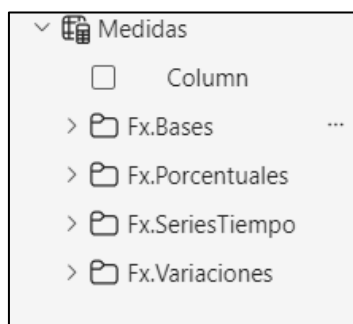 Medidas
Column
Fx.Bases
Fx.Porcentuales
Fx.SeriesTiempo
Fx.Variaciones